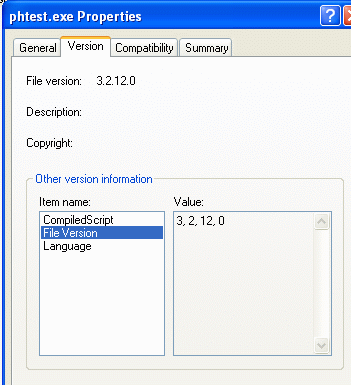 phtest.exe Properties
General Version Compatibility Summary
File version: 3.2.12.0
Description:
Copyright:
Other version information
Item name: Value:
CompiledScript 3, 2, 12, 0
File Version
Language